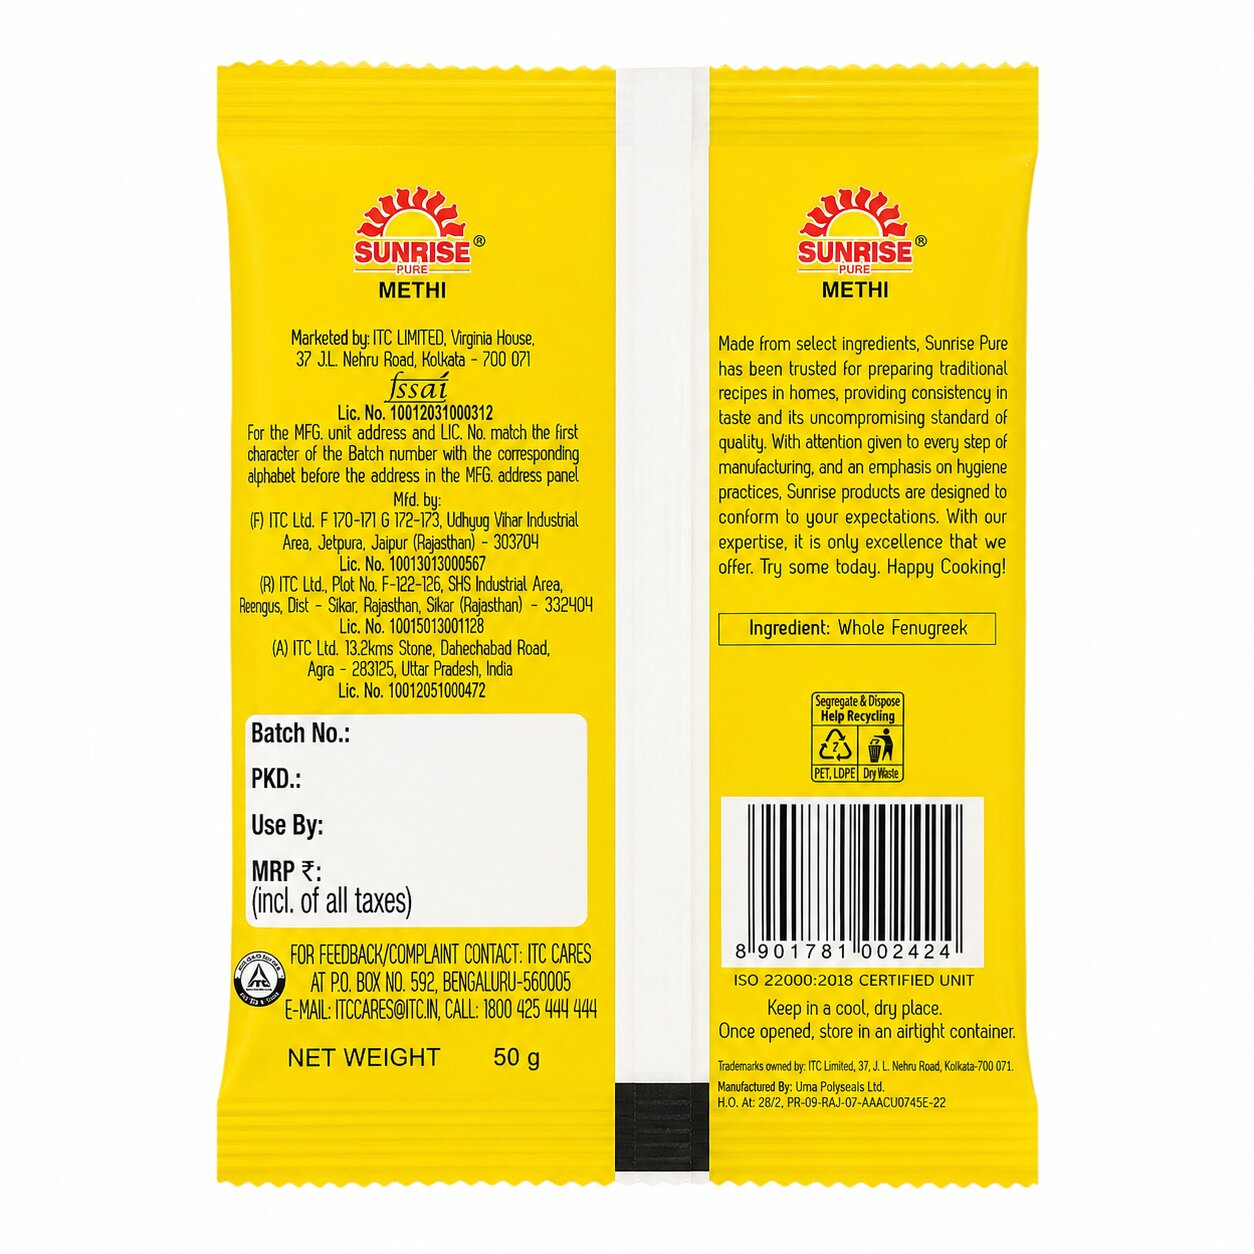 SUNRISE ®
PURE
METHI
Marketed by: ITC LIMITED, Virginia House,
37 J.L. Nehru Road, Kolkata - 700 071
fssai
Lic. No. 10012031000312
For the MFG. unit address and LIC. No. match the first
character of the Batch number with the corresponding
alphabet before the address in the MFG. address panel
Mfd. by:
(F) ITC Ltd. F 170-171 G 172-173, Udhyug Vihar Industrial
Area, Jetpura, Jaipur (Rajasthan) - 303704
Lic. No. 10013013000567
(R) ITC Ltd., Plot No. F-122-126, SHS Industrial Area,
Reengus, Dist - Sikar, Rajasthan, Sikar (Rajasthan) - 332404
Lic. No. 10015013001128
(A) ITC Ltd. 13.2kms Stone, Dahechabad Road,
Agra - 283125, Uttar Pradesh, India
Lic. No. 10012051000472
Batch No.:
PKD.:
Use By:
MRP ₹:
(incl. of all taxes)
ITC
FOR FEEDBACK/COMPLAINT CONTACT: ITC CARES
AT P.O. BOX NO. 592, BENGALURU-560005
E-MAIL: ITCCARES@ITC.IN, CALL: 1800 425 444 444
NET WEIGHT 50 g
SUNRISE ®
PURE
METHI
Made from select ingredients, Sunrise Pure
has been trusted for preparing traditional
recipes in homes, providing consistency in
taste and its uncompromising standard of
quality. With attention given to every step of
manufacturing, and an emphasis on hygiene
practices, Sunrise products are designed to
conform to your expectations. With our
expertise, it is only excellence that we
offer. Try some today. Happy Cooking!
Ingredient: Whole Fenugreek
Segregate & Dispose
Help Recycling
7
PET, LDPE Dry Waste
8 901781 002424
ISO 22000:2018 CERTIFIED UNIT
Keep in a cool, dry place.
Once opened, store in an airtight container.
Trademarks owned by: ITC Limited, 37, J. L. Nehru Road, Kolkata-700 071.
Manufactured By: Uma Polyseals Ltd.
H.O. At: 28/2, PR-09-RAJ-07-AAACU0745E-22